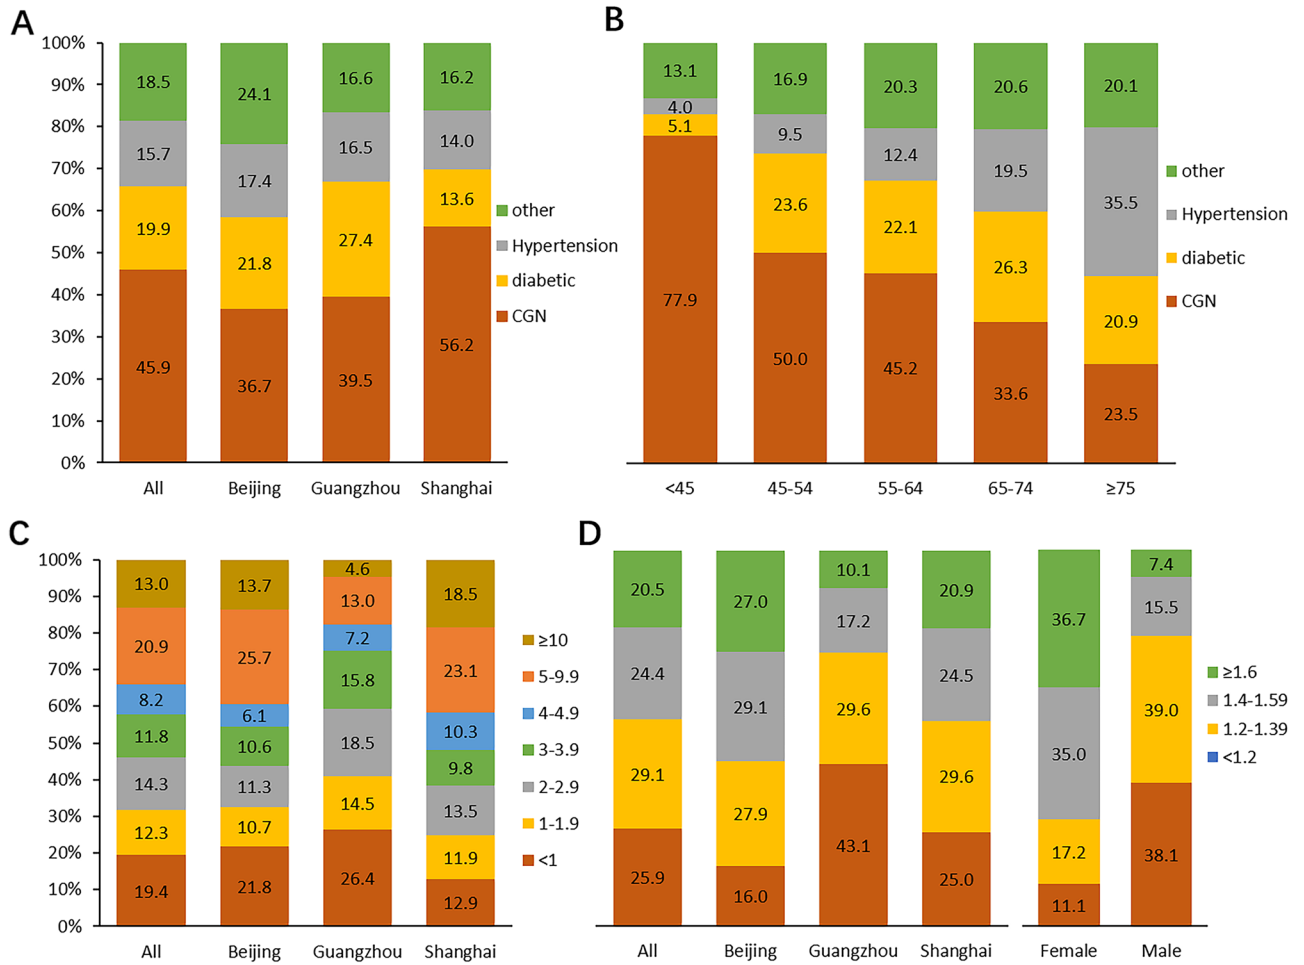 A
100%
90%
80%
70%
60%
50%
40%
30%
20%
10%
0%
18.5 24.1 16.6 16.2
15.7 17.4 16.5 14.0
19.9 21.8 27.4 13.6
45.9 36.7 39.5 56.2
All Beijing Guangzhou Shanghai
other
Hypertension
diabetic
CGN
B
13.1 16.9 20.3 20.6 20.1
4.0 9.5 12.4 19.5 35.5
5.1 23.6 22.1 26.3 20.9
77.9 50.0 45.2 33.6 23.5
<45 45-54 55-64 65-74 ≥75
other
Hypertension
diabetic
CGN
C
100%
90%
80%
70%
60%
50%
40%
30%
20%
10%
0%
13.0 13.7 4.6 18.5
20.9 25.7 13.0 23.1
8.2 6.1 7.2 10.3
11.8 10.6 15.8 9.8
14.3 11.3 18.5 13.5
12.3 10.7 14.5 11.9
19.4 21.8 26.4 12.9
All Beijing Guangzhou Shanghai
≥10
5-9.9
4-4.9
3-3.9
2-2.9
1-1.9
<1
D
20.5 27.0 10.1 20.9 36.7 7.4
24.4 29.1 17.2 24.5 35.0 15.5
29.1 27.9 29.6 29.6 17.2 39.0
25.9 16.0 43.1 25.0 11.1 38.1
All Beijing Guangzhou Shanghai Female Male
≥1.6
1.4-1.59
1.2-1.39
<1.2